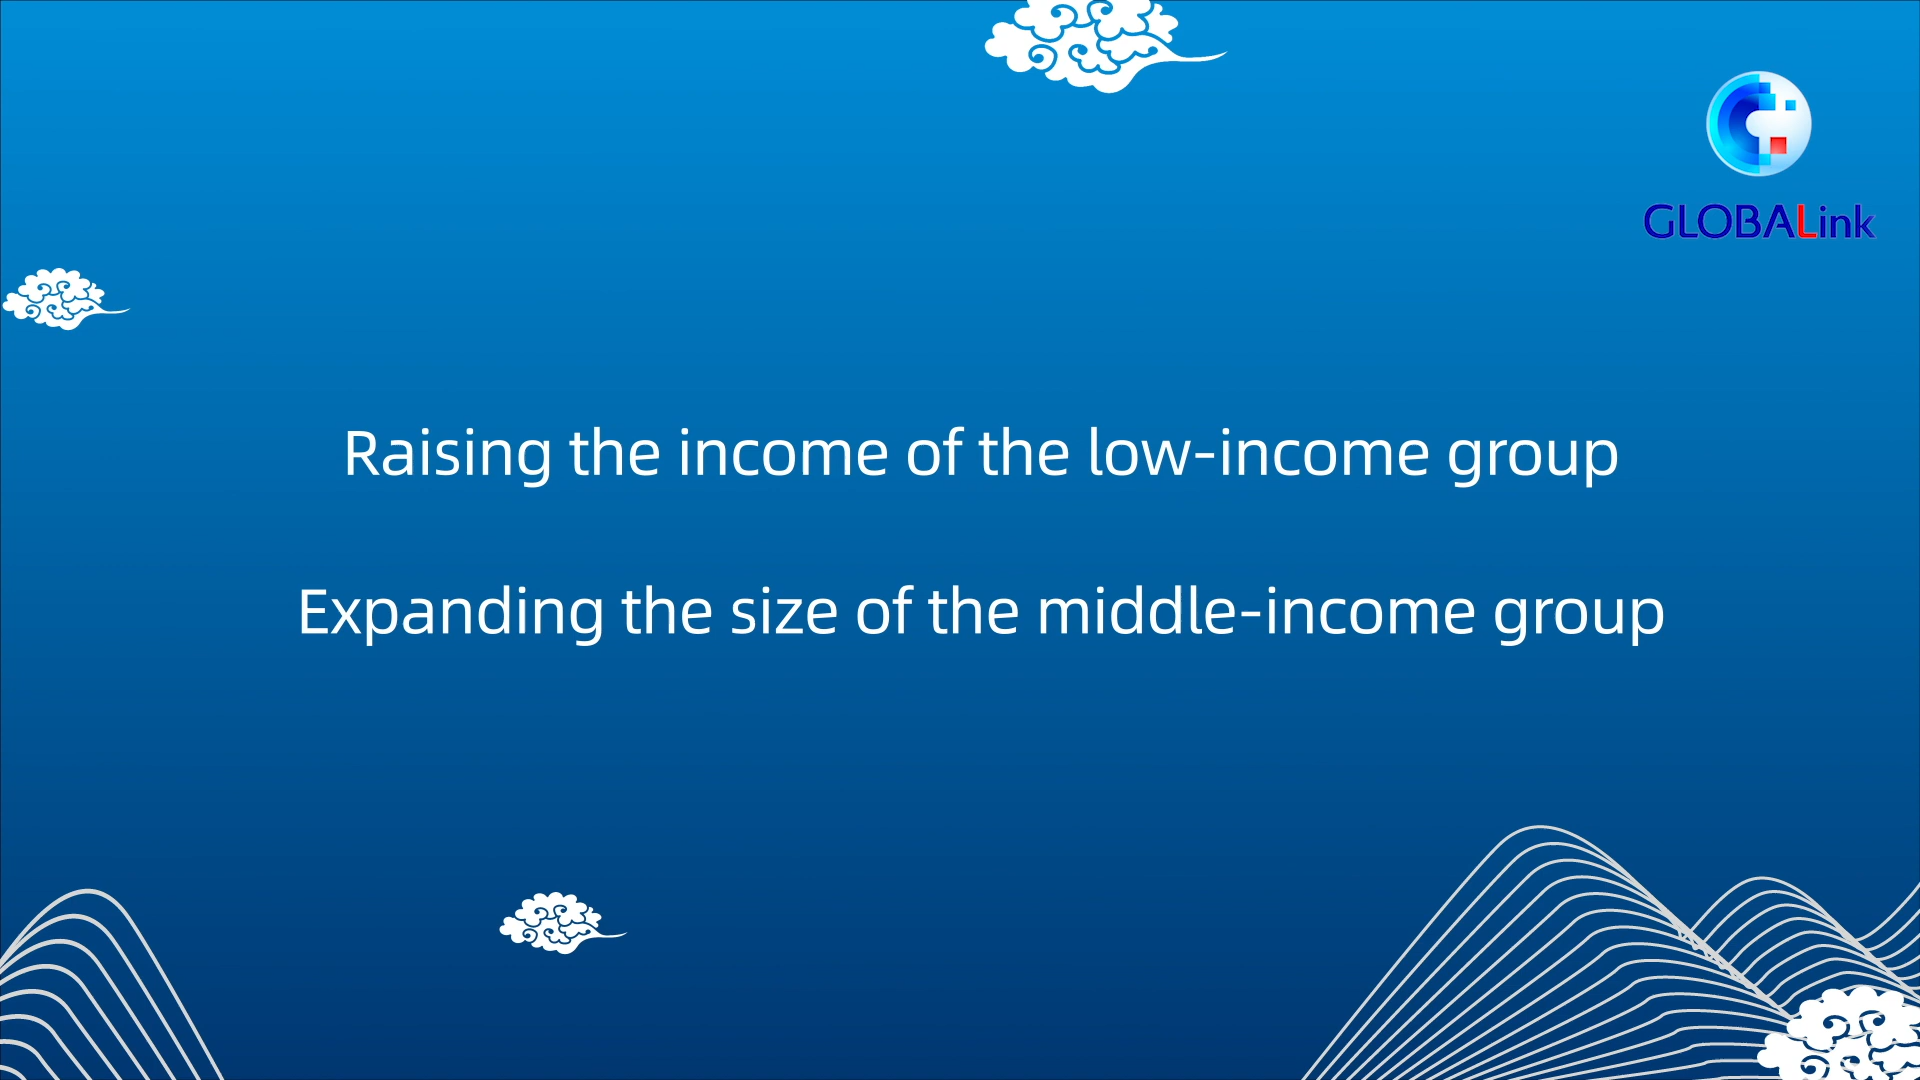 GLOBALink
Raising the income of the low-income group
Expanding the size of the middle-income group